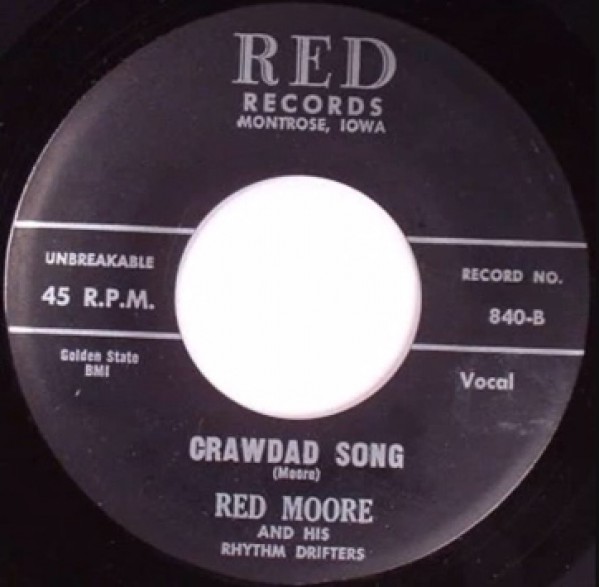 RED
RECORDS
MONTROSE, IOWA
UNBREAKABLE
45 R.P.M.
Golden State
BMI
RECORD NO.
840-B
Vocal
CRAWDAD SONG
(Moore)
RED MOORE
AND HIS
RHYTHM DRIFTERS